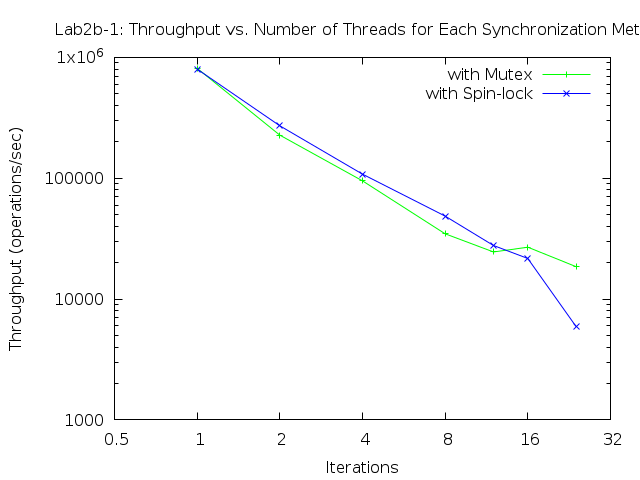 Lab2b-1: Throughput vs. Number of Threads for Each Synchronization Met
1x10^6
with Mutex
with Spin-lock
100000
10000
1000
Throughput (operations/sec)
0.5 1 2 4 8 16 32
Iterations